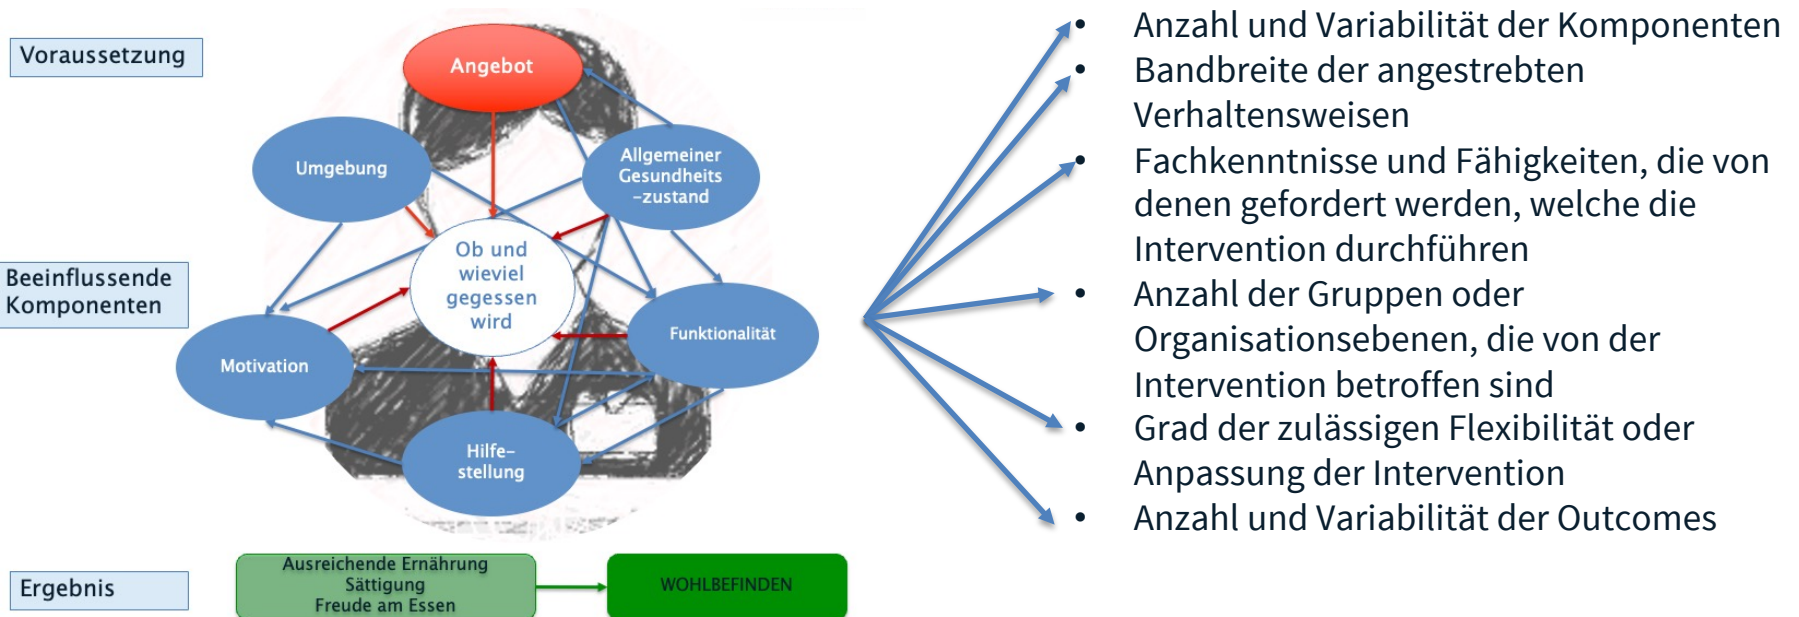 Voraussetzung
Angebot
Umgebung
Allgemeiner
Gesundheits
-zustand
Beeinflussende
Komponenten
Ob und
wieviel
gegessen
wird
Motivation
Funktionalität
Hilfe-
stellung
Ergebnis
Ausreichende Ernährung
Sättigung
Freude am Essen
WOHLBEFINDEN
• Anzahl und Variabilität der Komponenten
• Bandbreite der angestrebten
Verhaltensweisen
• Fachkenntnisse und Fähigkeiten, die von
denen gefordert werden, welche die
Intervention durchführen
• Anzahl der Gruppen oder
Organisationsebenen, die von der
Intervention betroffen sind
• Grad der zulässigen Flexibilität oder
Anpassung der Intervention
• Anzahl und Variabilität der Outcomes